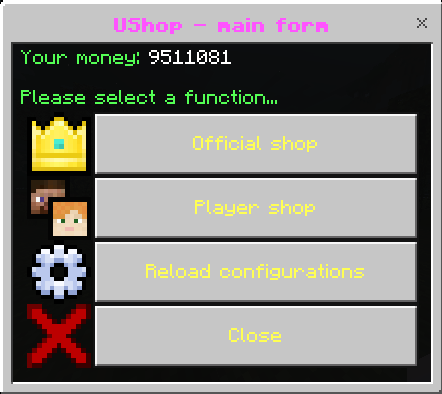 UShop - main form
Your money: 9511081
Please select a function...
Official shop
Player shop
Reload configurations
Close